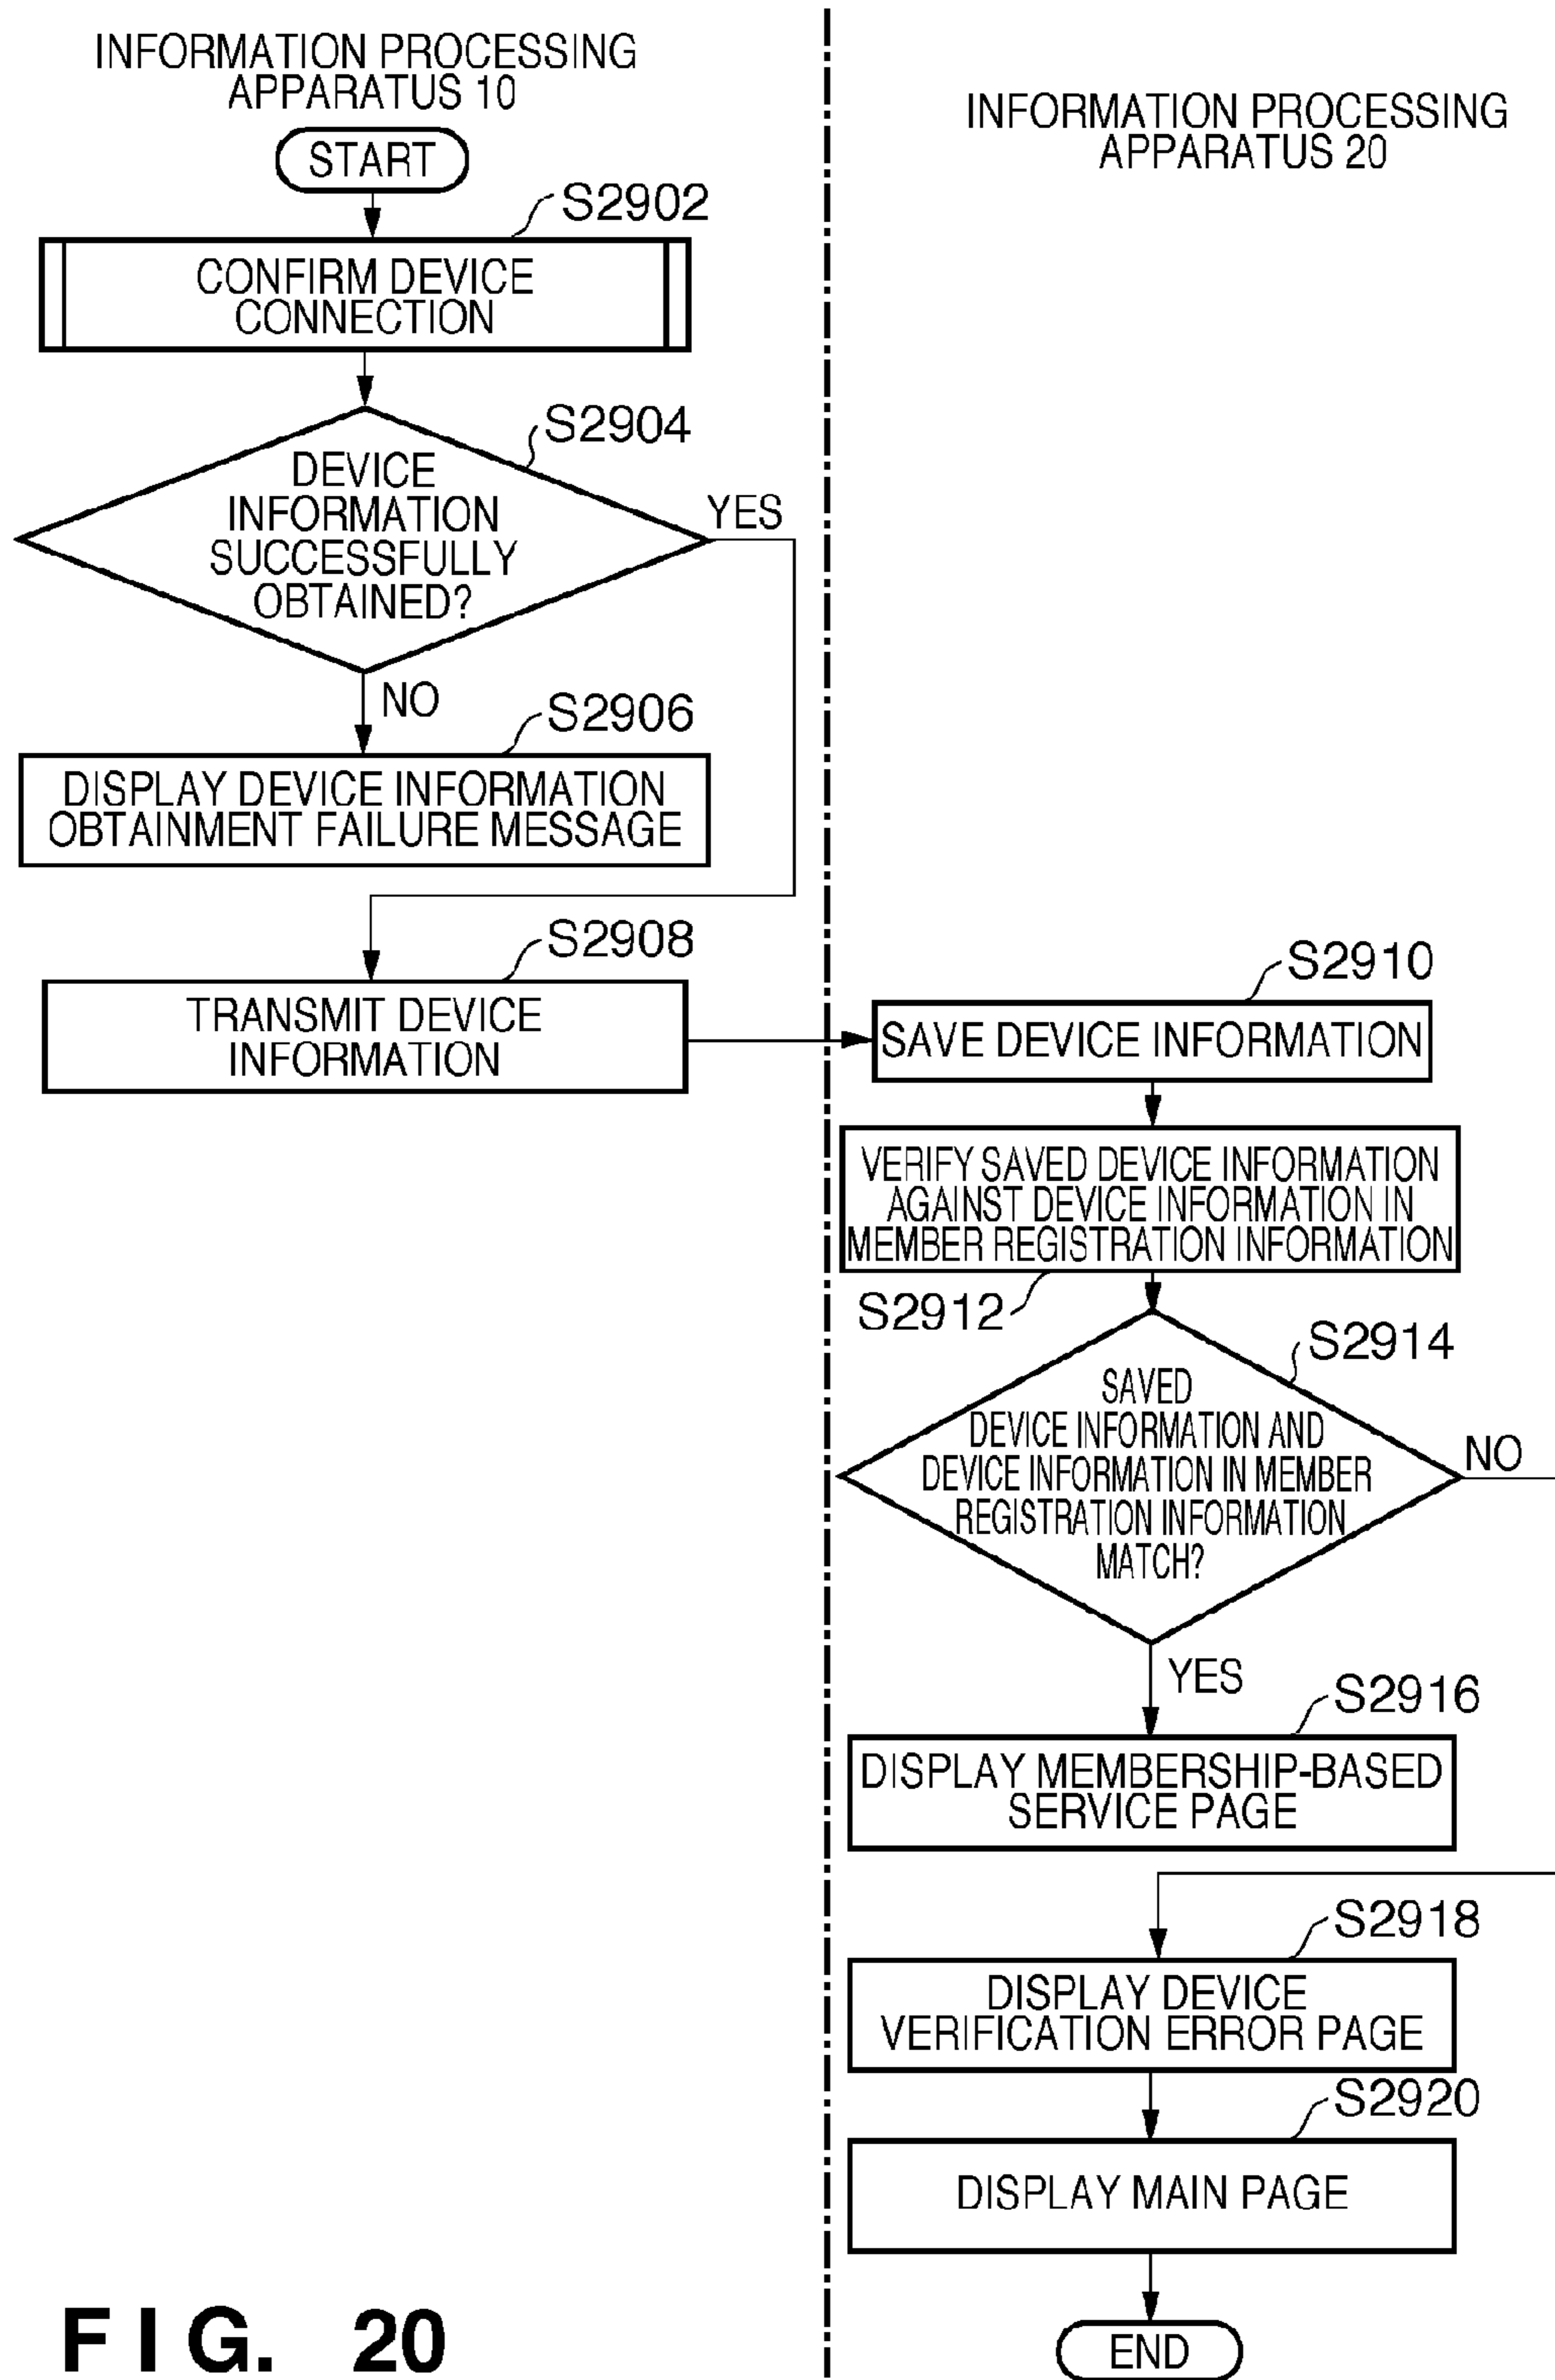 INFORMATION PROCESSING
APPARATUS 10
START
S2902
CONFIRM DEVICE
CONNECTION
S2904
DEVICE
INFORMATION
SUCCESSFULLY
OBTAINED?
YES
NO
S2906
DISPLAY DEVICE INFORMATION
OBTAINMENT FAILURE MESSAGE
S2908
TRANSMIT DEVICE
INFORMATION
INFORMATION PROCESSING
APPARATUS 20
S2910
SAVE DEVICE INFORMATION
VERIFY SAVED DEVICE INFORMATION
AGAINST DEVICE INFORMATION IN
MEMBER REGISTRATION INFORMATION
S2912
S2914
SAVED
DEVICE INFORMATION AND
DEVICE INFORMATION IN MEMBER
REGISTRATION INFORMATION
MATCH?
NO
YES
S2916
DISPLAY MEMBERSHIP-BASED
SERVICE PAGE
S2918
DISPLAY DEVICE
VERIFICATION ERROR PAGE
S2920
DISPLAY MAIN PAGE
END
FIG. 20